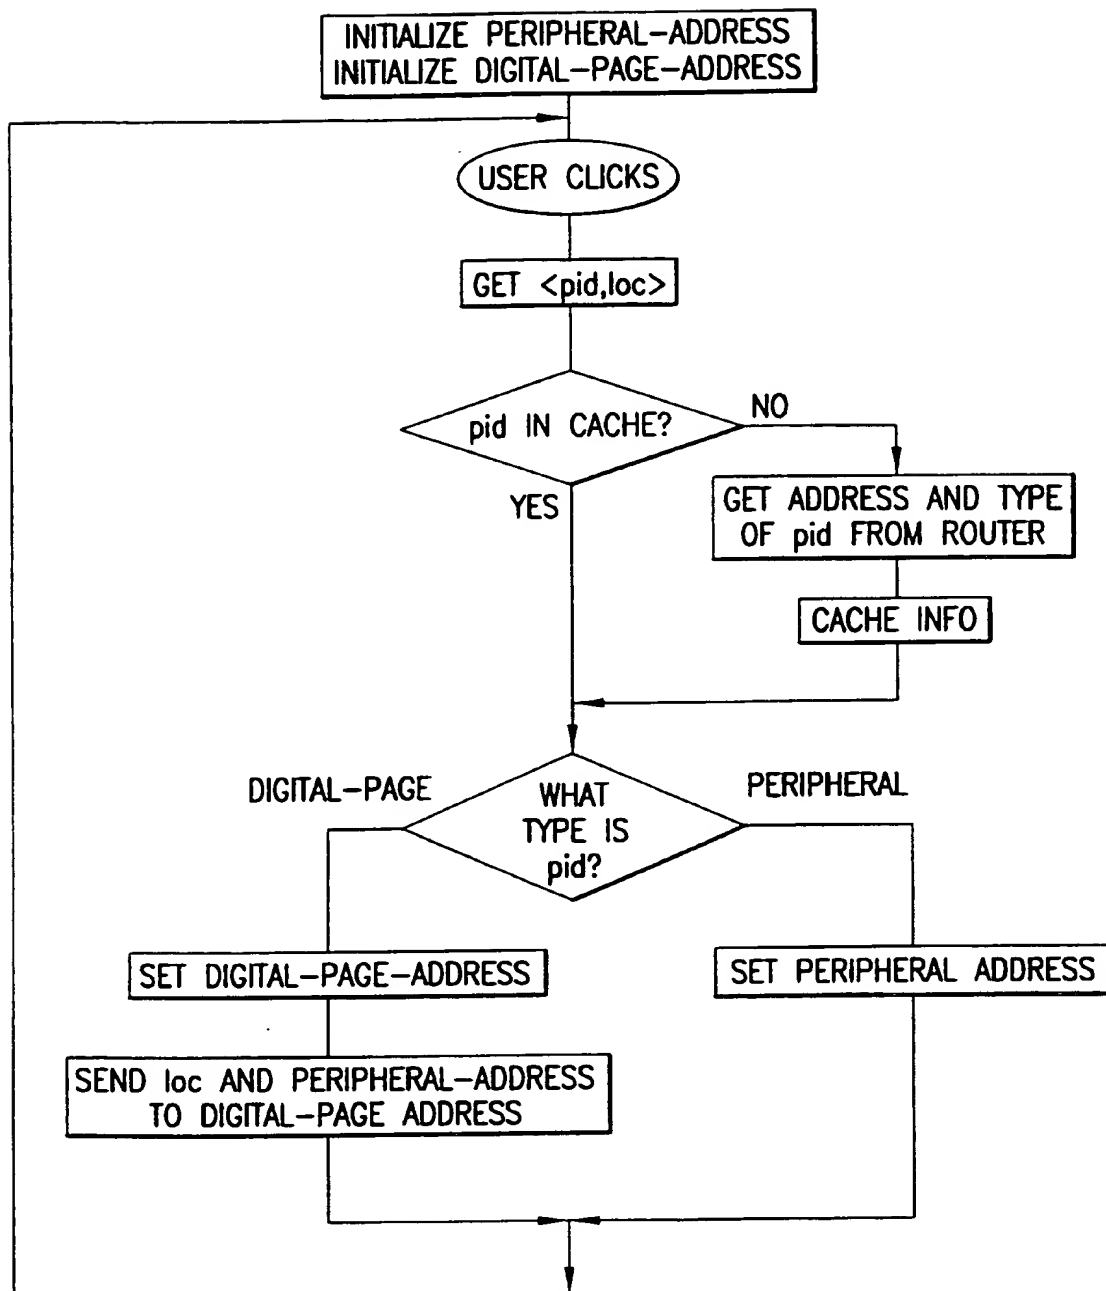 INITIALIZE PERIPHERAL-ADDRESS
INITIALIZE DIGITAL-PAGE-ADDRESS
USER CLICKS
GET <pid,loc>
pid IN CACHE?
NO
YES
GET ADDRESS AND TYPE
OF pid FROM ROUTER
CACHE INFO
DIGITAL-PAGE
WHAT
TYPE IS
pid?
PERIPHERAL
SET DIGITAL-PAGE-ADDRESS
SET PERIPHERAL ADDRESS
SEND loc AND PERIPHERAL-ADDRESS
TO DIGITAL-PAGE ADDRESS